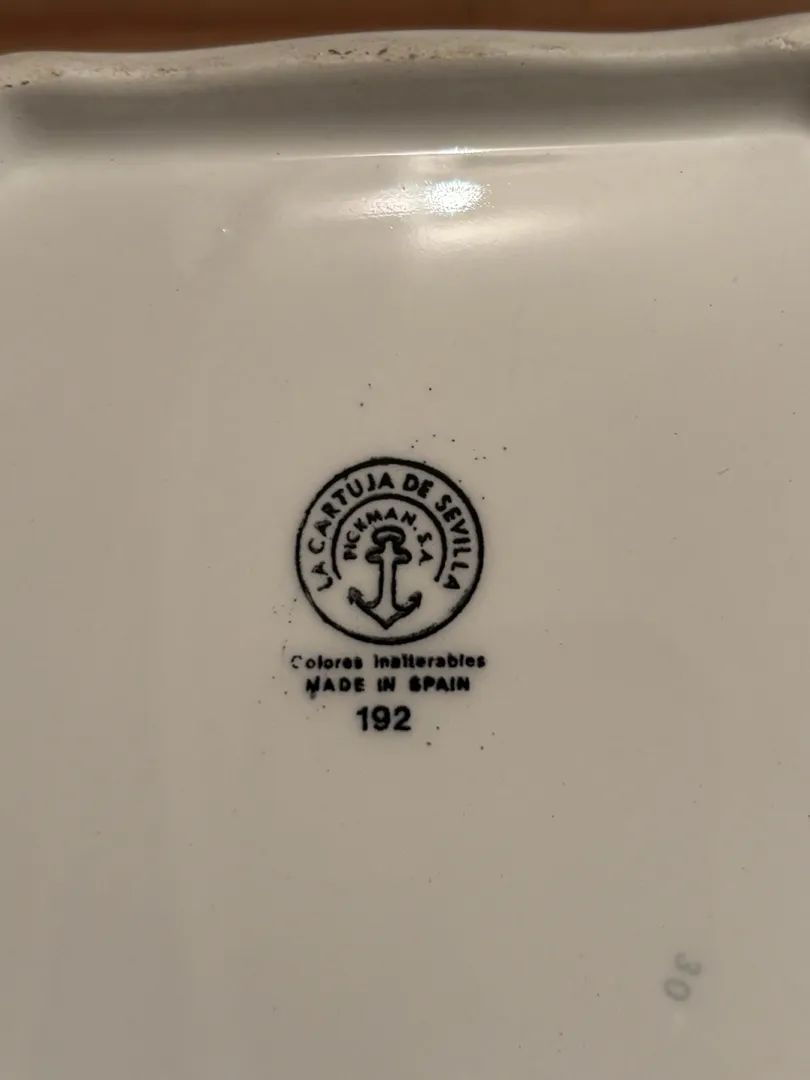 LA CARTUJA DE SEVILLA
PICKMAN. S.A.
Colores inalterables
MADE IN SPAIN
192
30